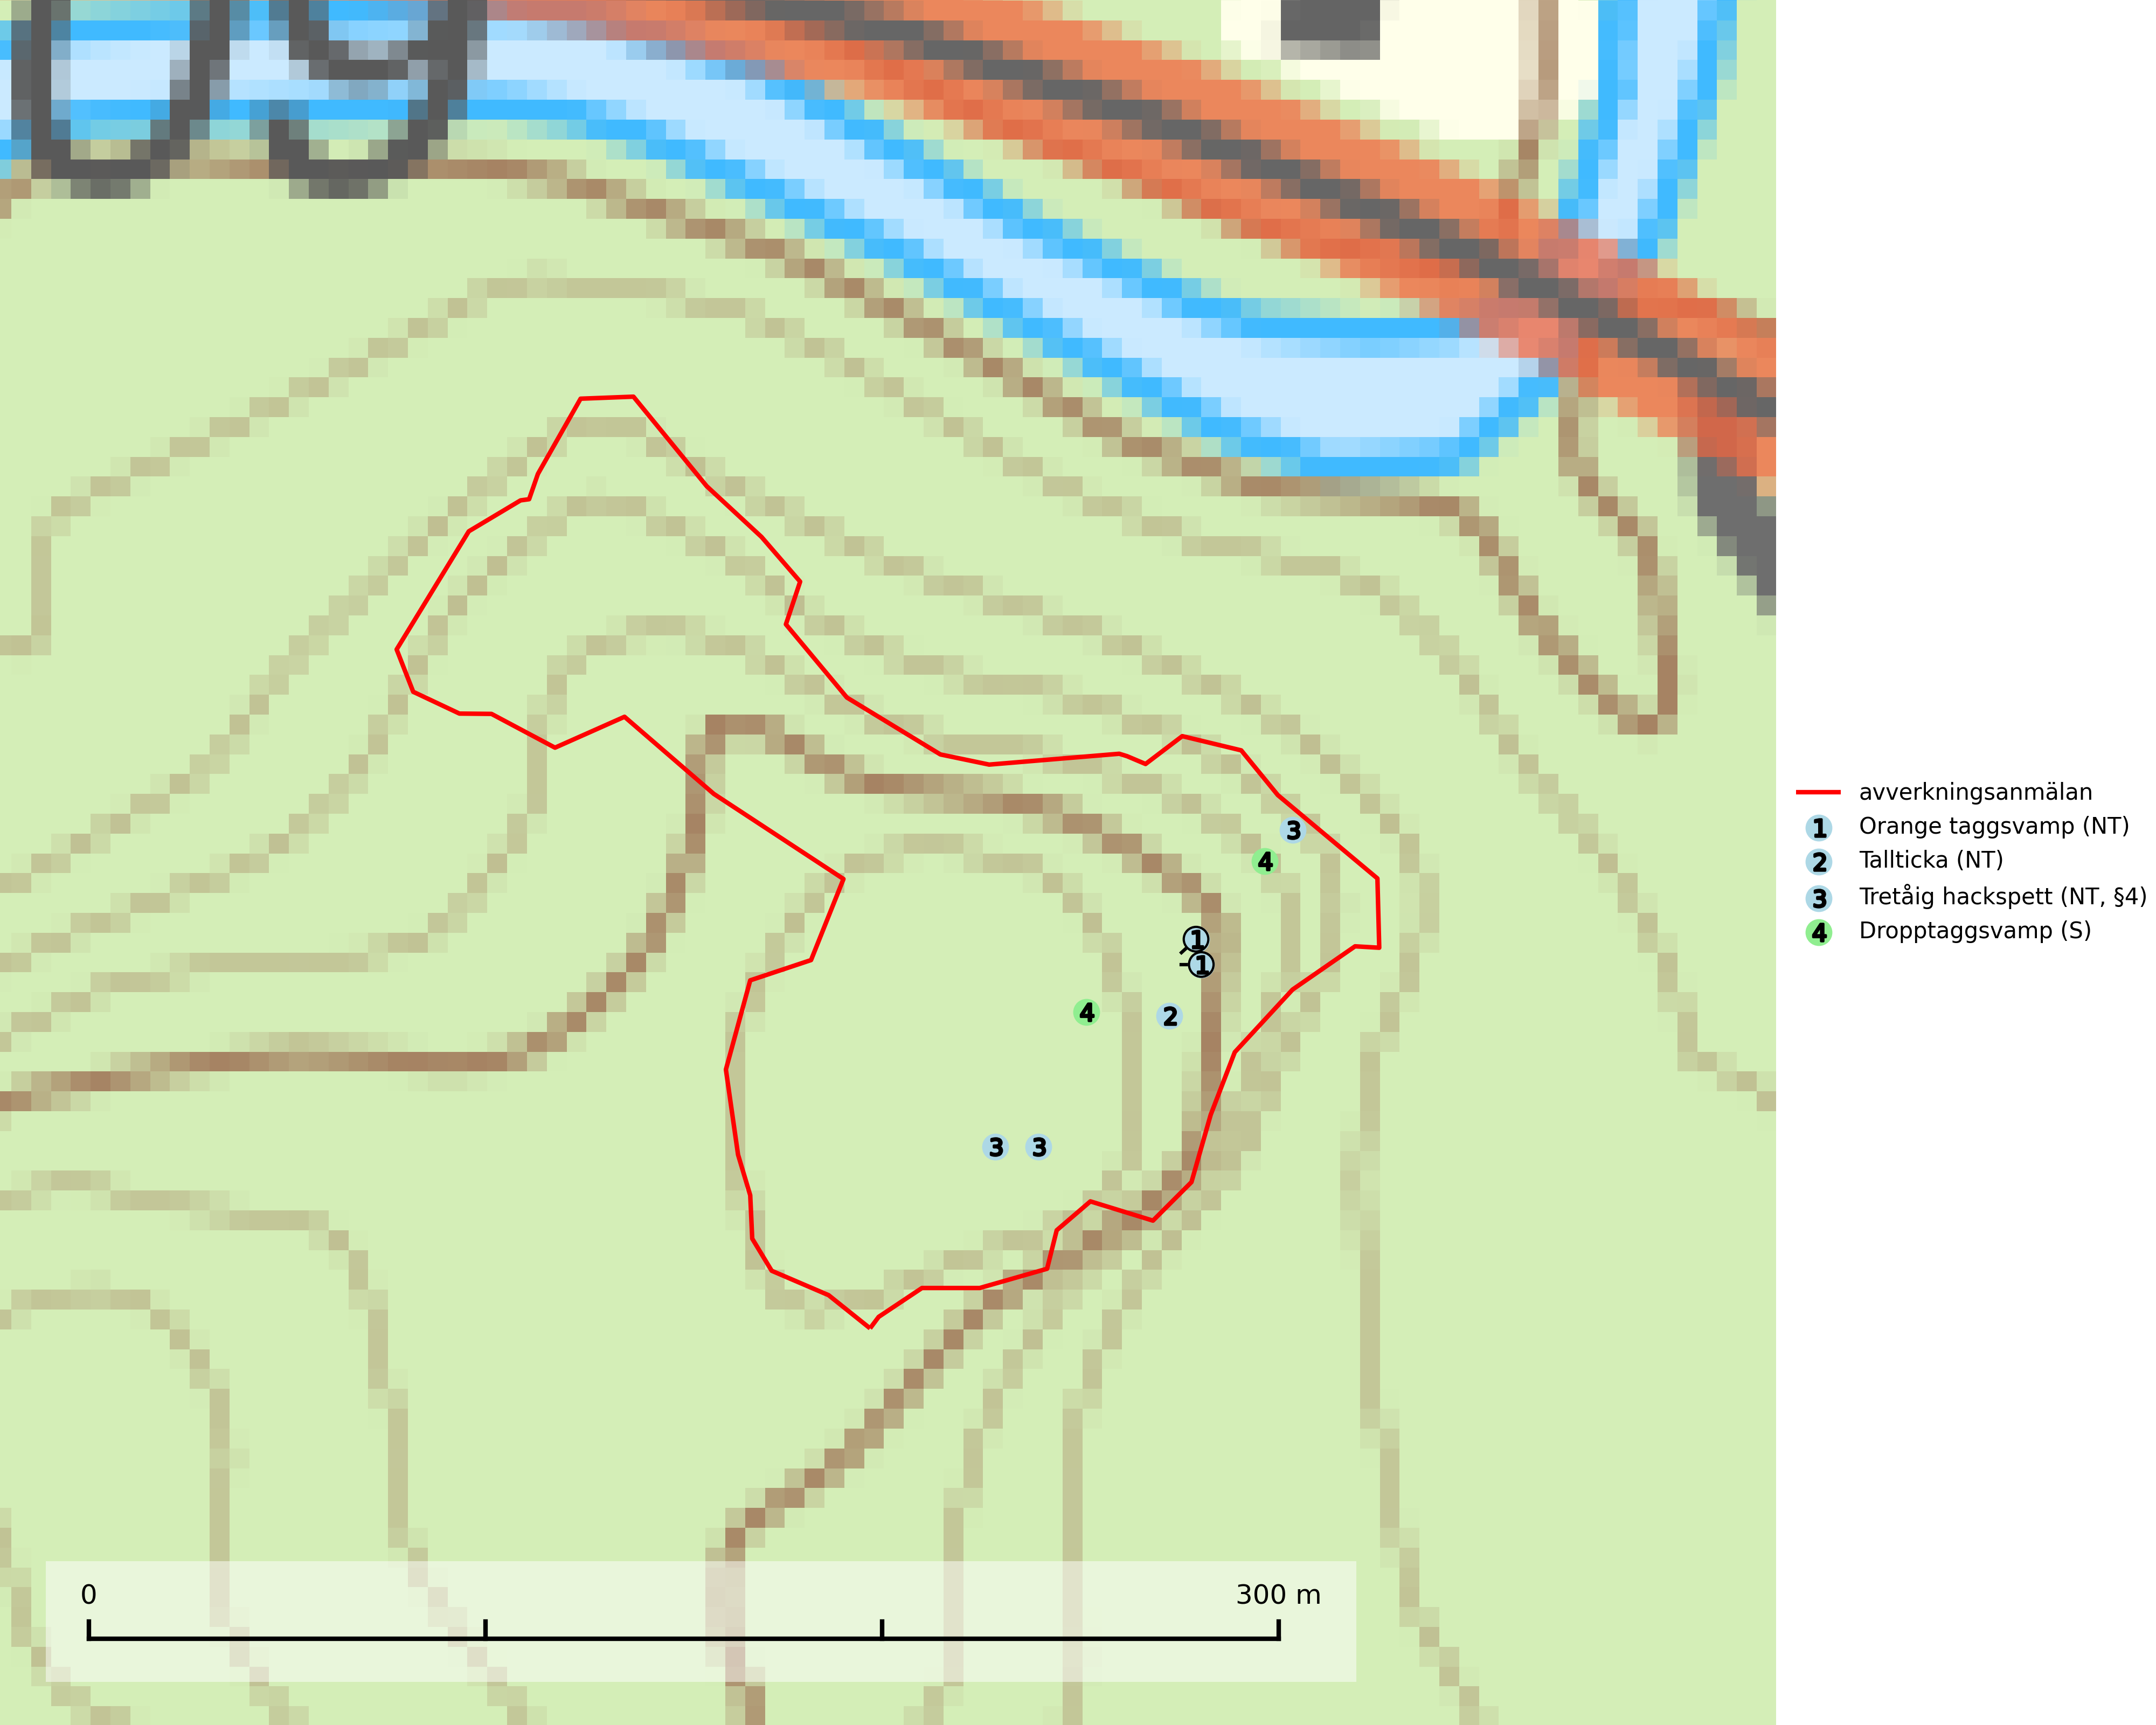 3
4
1
1
4
2
3 3
avverkningsanmälan
1 Orange taggsvamp (NT)
2 Tallticka (NT)
3 Tretåig hackspett (NT, §4)
4 Dropptaggsvamp (S)
0 300 m